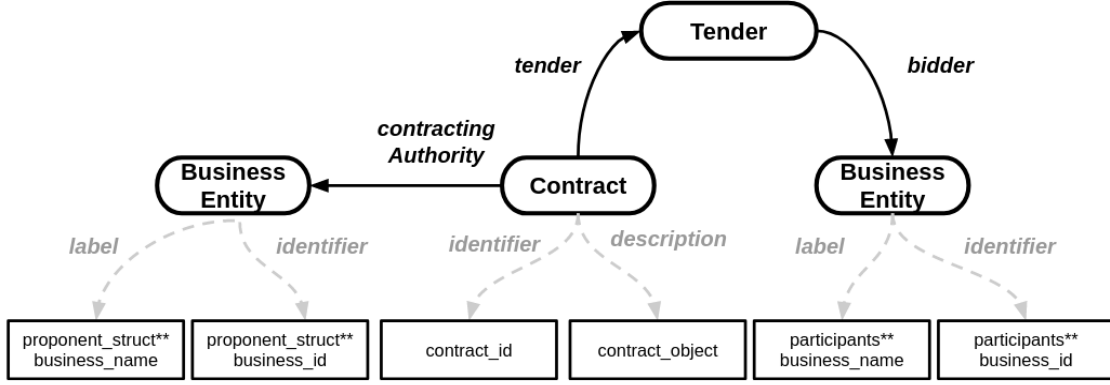 Tender
tender
bidder
contracting
Authority
Business
Entity
Contract
Business
Entity
label
identifier
identifier
description
label
identifier
proponent_struct**
business_name
proponent_struct**
business_id
contract_id
contract_object
participants**
business_name
participants**
business_id